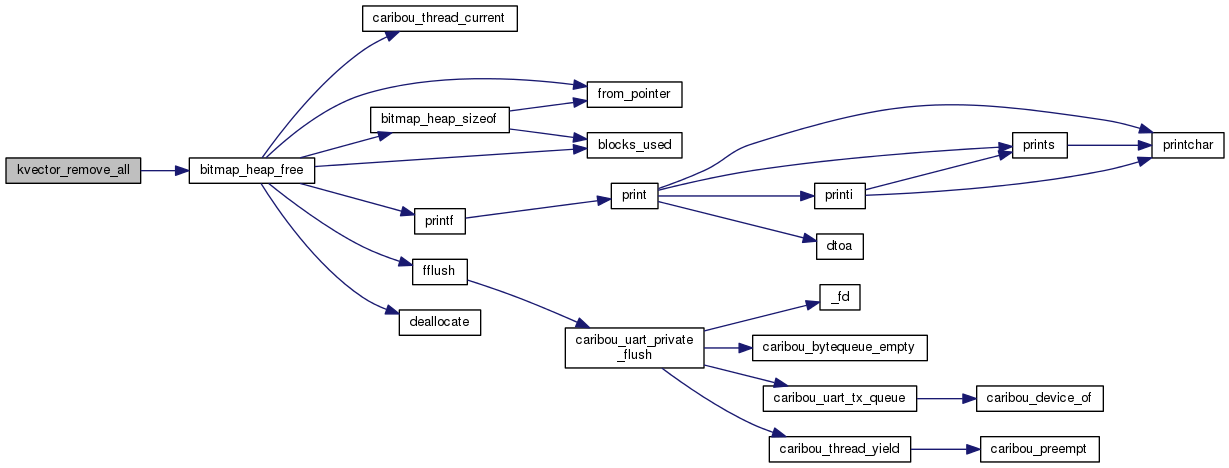 caribou_thread_current
from_pointer
bitmap_heap_sizeof
blocks_used
prints
printchar
kvector_remove_all
bitmap_heap_free
print
printi
printf
dtoa
fflush
_fd
deallocate
caribou_uart_private
_flush
caribou_bytequeue_empty
caribou_uart_tx_queue
caribou_device_of
caribou_thread_yield
caribou_preempt